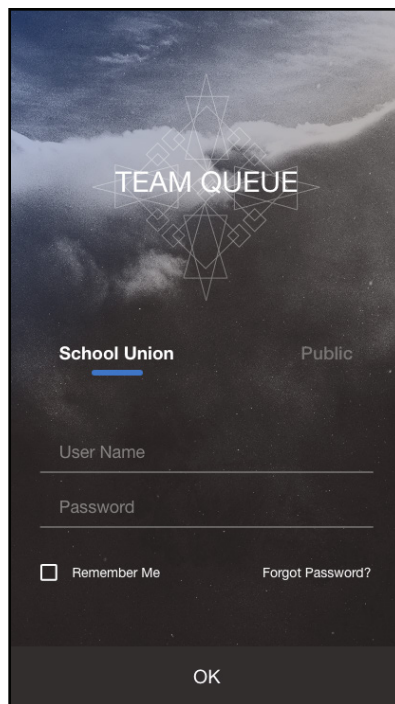 TEAM QUEUE
School Union Public
User Name
Password
Remember Me Forgot Password?
OK